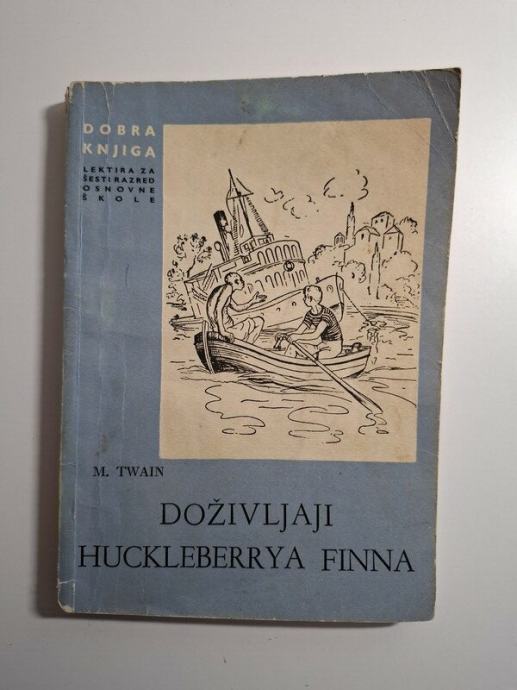 DOBRA
KNJIGA
LEKTIRA ZA
ŠESTI RAZRED
OSNOVNE
ŠKOLE
M. TWAIN
DOŽIVLJAJI
HUCKLEBERRYA FINNA